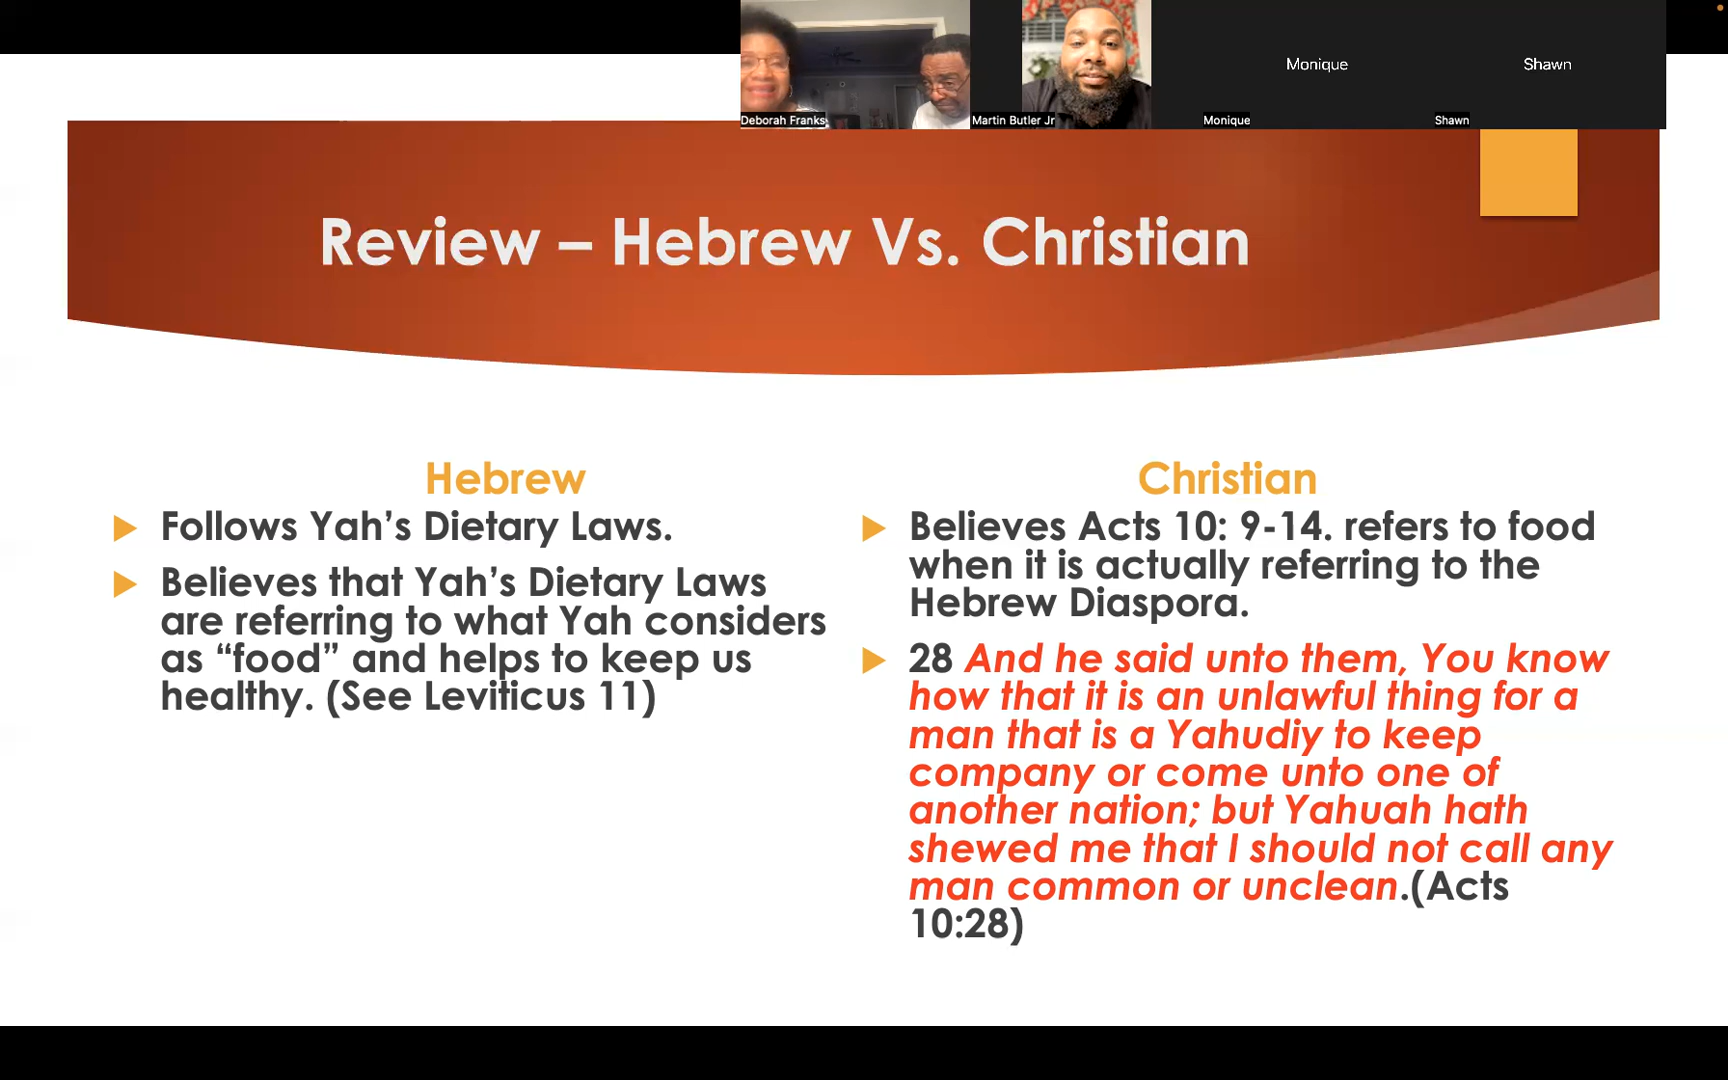 Monique
Shawn
Deborah Franks
Martin Butler Jr
Monique
Shawn
Review – Hebrew Vs. Christian
Hebrew
Follows Yah’s Dietary Laws.
Believes that Yah’s Dietary Laws
are referring to what Yah considers
as “food” and helps to keep us
healthy. (See Leviticus 11)
Christian
Believes Acts 10: 9-14. refers to food
when it is actually referring to the
Hebrew Diaspora.
28 And he said unto them, You know
how that it is an unlawful thing for a
man that is a Yahudiy to keep
company or come unto one of
another nation; but Yahuah hath
shewed me that I should not call any
man common or unclean.(Acts
10:28)